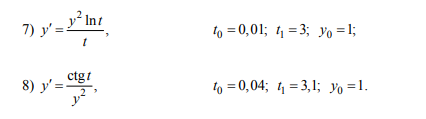 7) y′ = y² ln t / t, t₀ = 0,01; t₁ = 3; y₀ = 1;
8) y′ = ctg t / y², t₀ = 0,04; t₁ = 3,1; y₀ = 1.